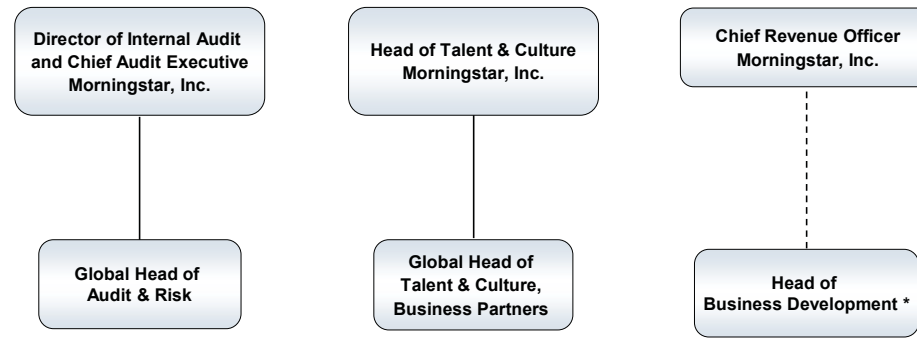 Director of Internal Audit
and Chief Audit Executive
Morningstar, Inc.
Head of Talent & Culture
Morningstar, Inc.
Chief Revenue Officer
Morningstar, Inc.
Global Head of
Audit & Risk
Global Head of
Talent & Culture,
Business Partners
Head of
Business Development *